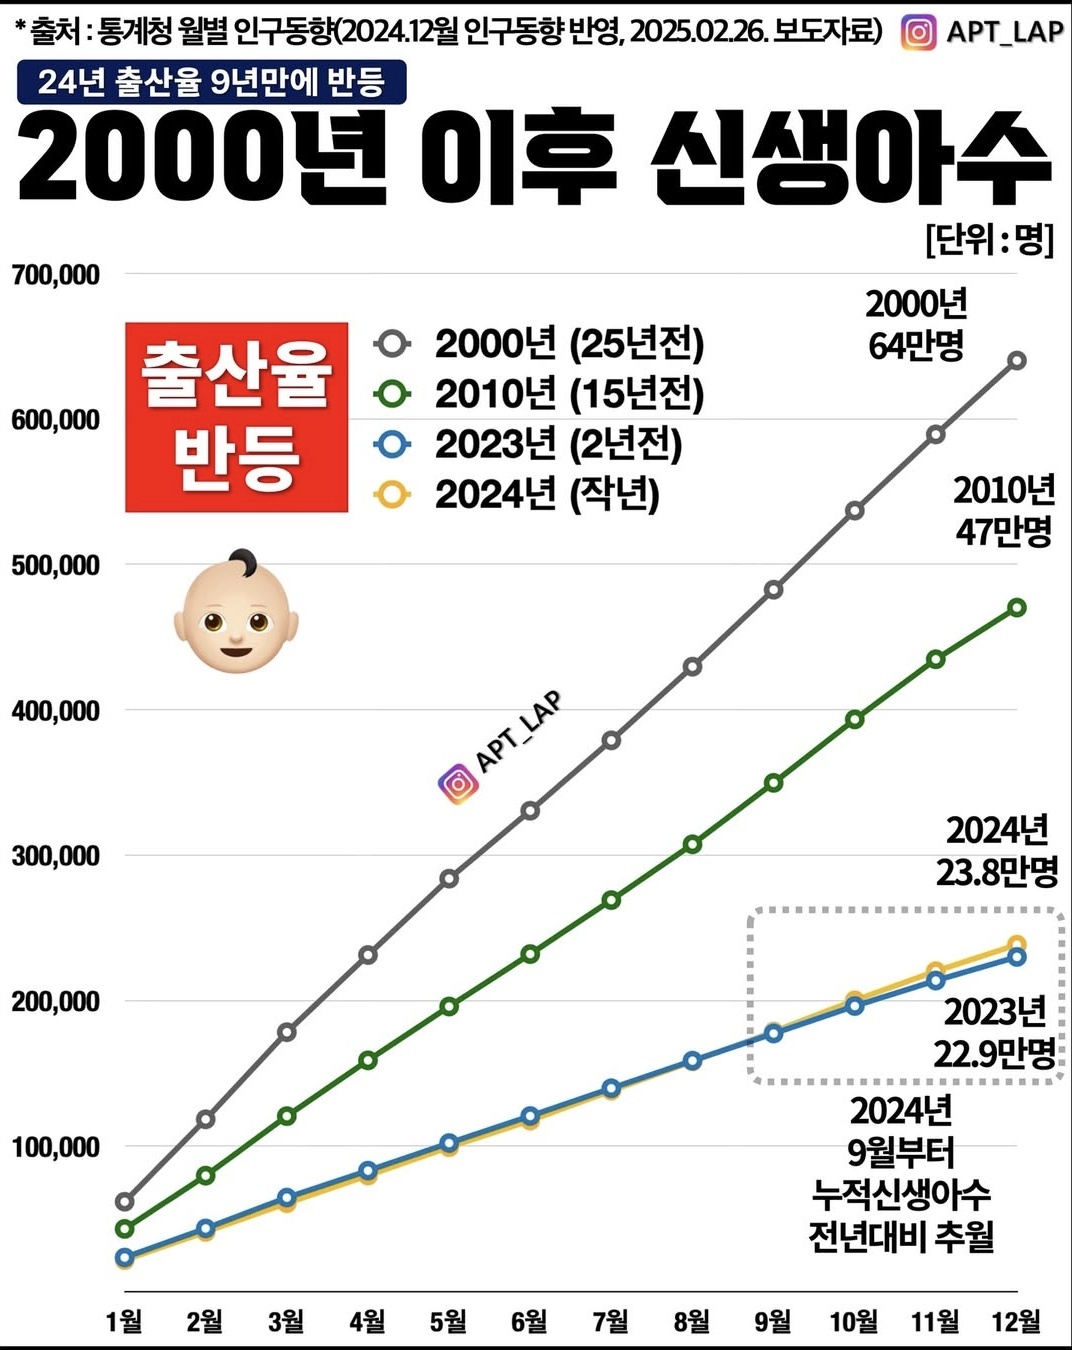 * 출처 : 통계청 월별 인구동향(2024.12월 인구동향 반영, 2025.02.26. 보도자료)
APT_LAP
24년 출산율 9년만에 반등
2000년 이후 신생아수
[단위 : 명]
700,000
600,000
500,000
400,000
300,000
200,000
100,000
출산율
반등
2000년 (25년전)
2010년 (15년전)
2023년 (2년전)
2024년 (작년)
2000년
64만명
2010년
47만명
APT_LAP
2024년
23.8만명
2023년
22.9만명
2024년
9월부터
누적신생아수
전년대비 추월
1월 2월 3월 4월 5월 6월 7월 8월 9월 10월 11월 12월